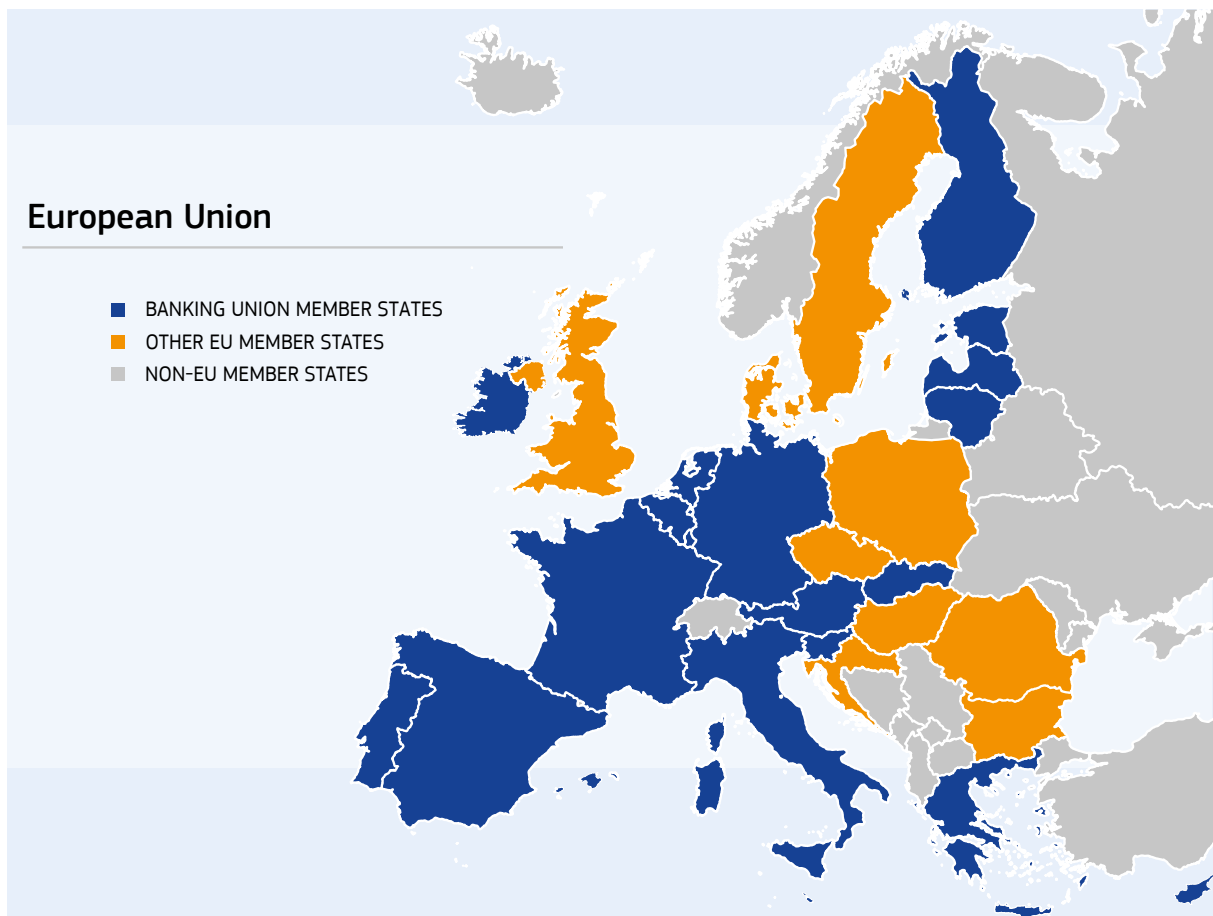 European Union
BANKING UNION MEMBER STATES
OTHER EU MEMBER STATES
NON-EU MEMBER STATES